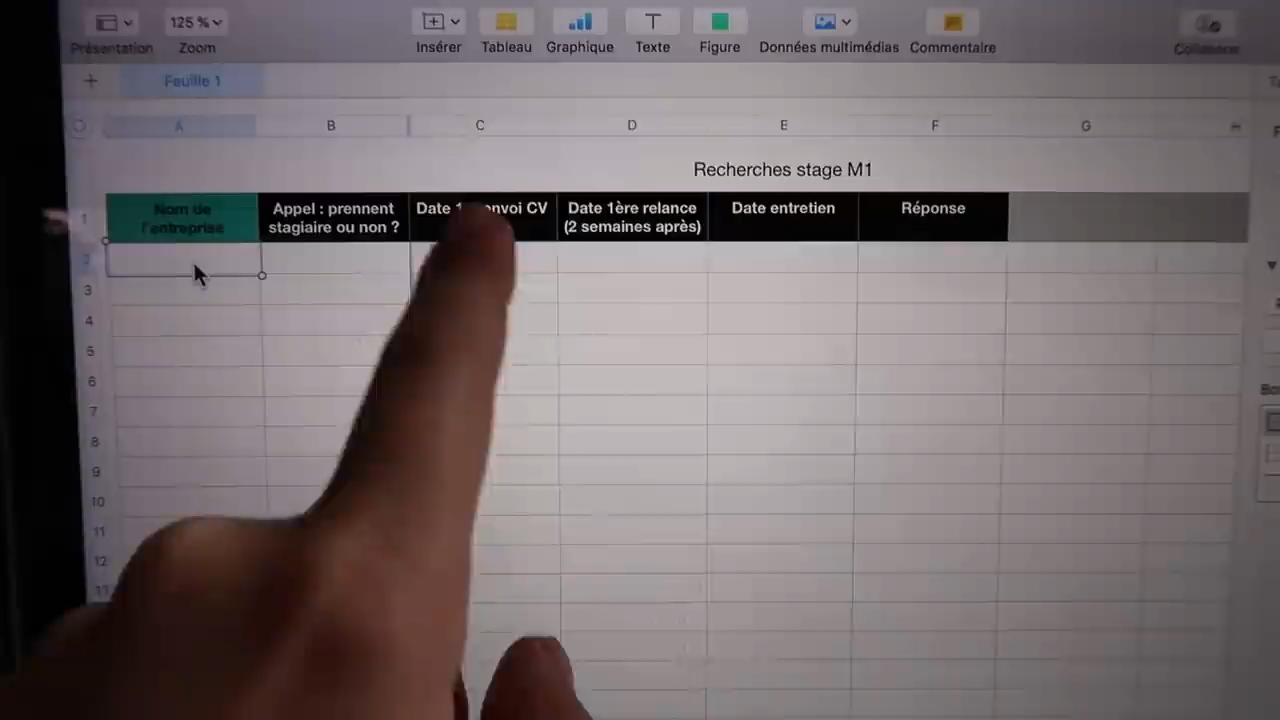 125 %
Présentation
Zoom
Insérer
Tableau
Graphique
Texte
Figure
Données multimédias
Commentaire
Collaborer
Feuille 1
A
B
C
D
E
F
G
H
Recherches stage M1
1
Nom de
l'entreprise
Appel : prennent
stagiaire ou non ?
Date 1 envoi CV
Date 1ère relance
(2 semaines après)
Date entretien
Réponse
2
3
4
5
6
7
8
9
10
11
12